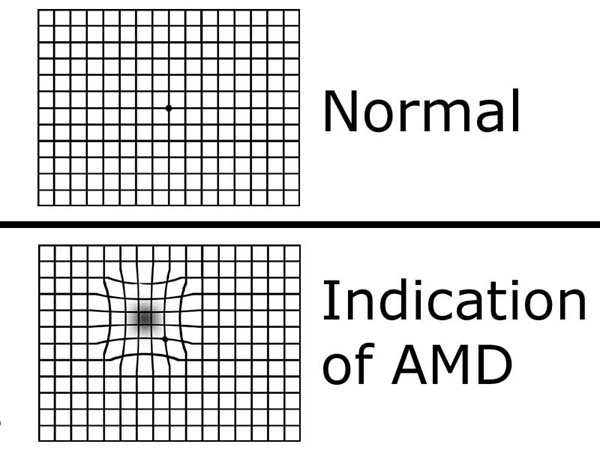 Normal
Indication
of AMD